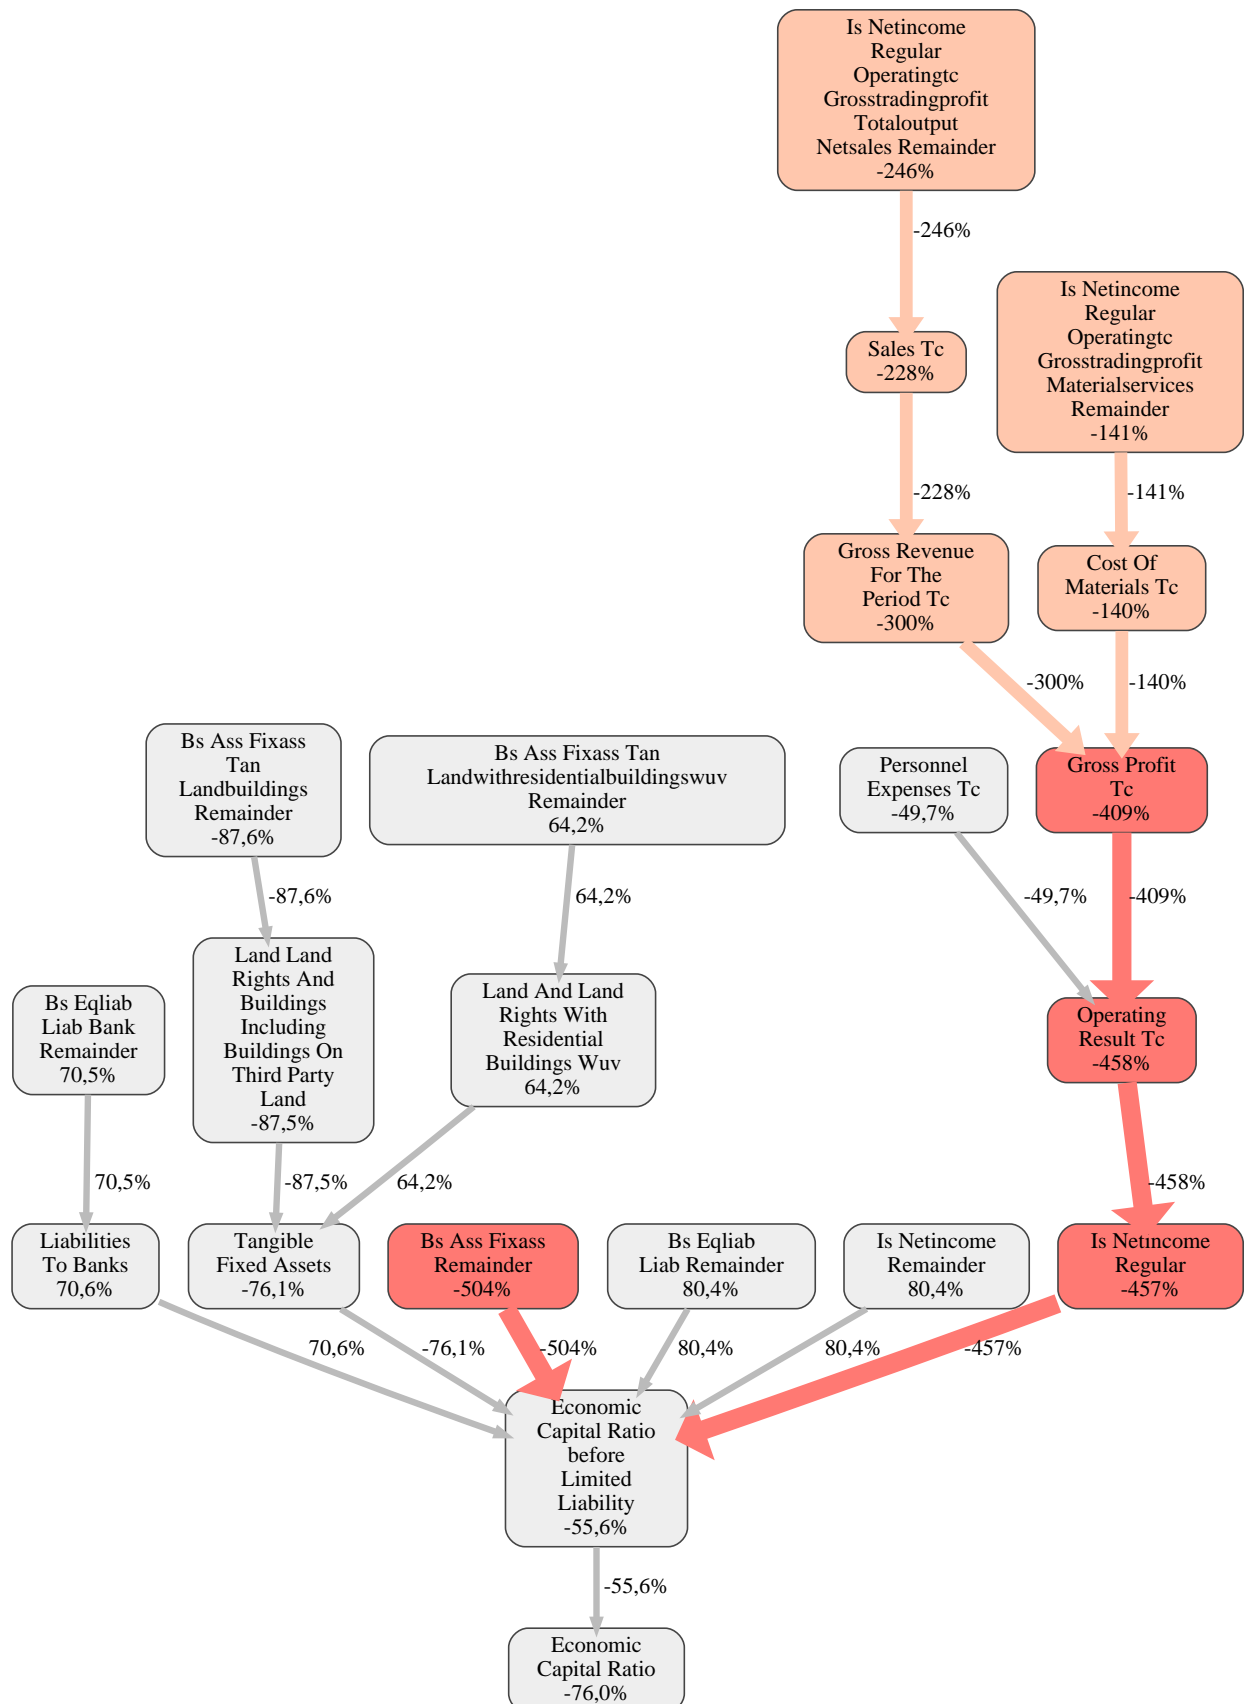 Is Netincome
Regular
Operatingtc
Grosstradingprofit
Totaloutput
Netsales Remainder
-246%
-246%
Is Netincome
Regular
Operatingtc
Grosstradingprofit
Materialservices
Remainder
-141%
Sales Tc
-228%
-228%
-141%
Gross Revenue
For The
Period Tc
-300%
Cost Of
Materials Tc
-140%
-300%
-140%
Bs Ass Fixass
Tan
Landbuildings
Remainder
-87,6%
Bs Ass Fixass Tan
Landwithresidentialbuildingswuv
Remainder
64,2%
Personnel
Expenses Tc
-49,7%
Gross Profit
Tc
-409%
-87,6%
64,2%
-49,7%
-409%
Bs Eqliab
Liab Bank
Remainder
70,5%
Land Land
Rights And
Buildings
Including
Buildings On
Third Party
Land
-87,5%
Land And Land
Rights With
Residential
Buildings Wuv
64,2%
Operating
Result Tc
-458%
70,5%
-87,5%
64,2%
-458%
Liabilities
To Banks
70,6%
Tangible
Fixed Assets
-76,1%
Bs Ass Fixass
Remainder
-504%
Bs Eqliab
Liab Remainder
80,4%
Is Netincome
Remainder
80,4%
Is Netincome
Regular
-457%
70,6%
-76,1%
-504%
80,4%
80,4%
-457%
Economic
Capital Ratio
before
Limited
Liability
-55,6%
-55,6%
Economic
Capital Ratio
-76,0%